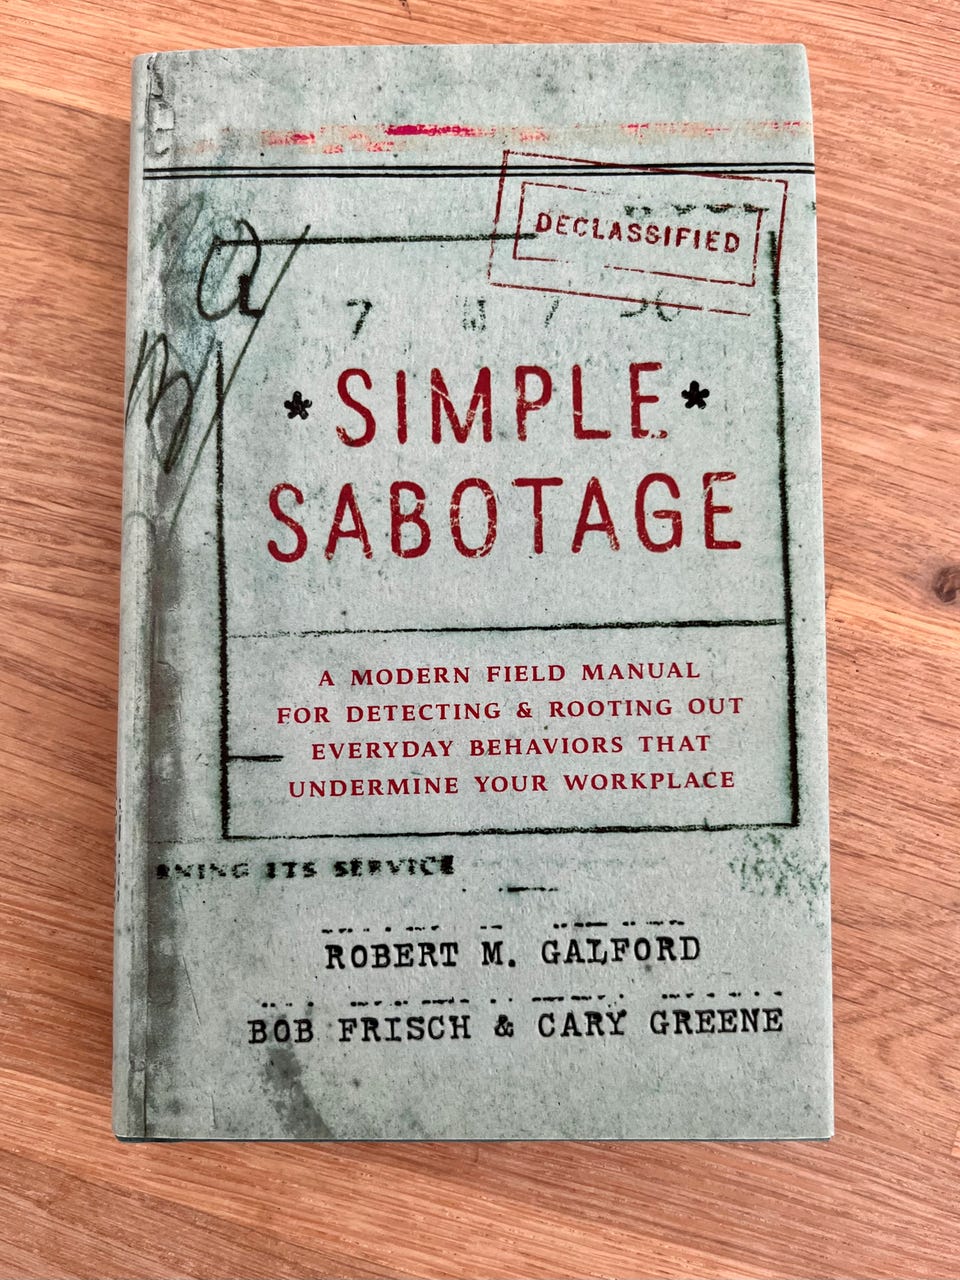 DECLASSIFIED
*SIMPLE*
SABOTAGE
A MODERN FIELD MANUAL
FOR DETECTING & ROOTING OUT
EVERYDAY BEHAVIORS THAT
UNDERMINE YOUR WORKPLACE
ITS SERVICE
ROBERT M. GALFORD
BOB FRISCH & CARY GREENE